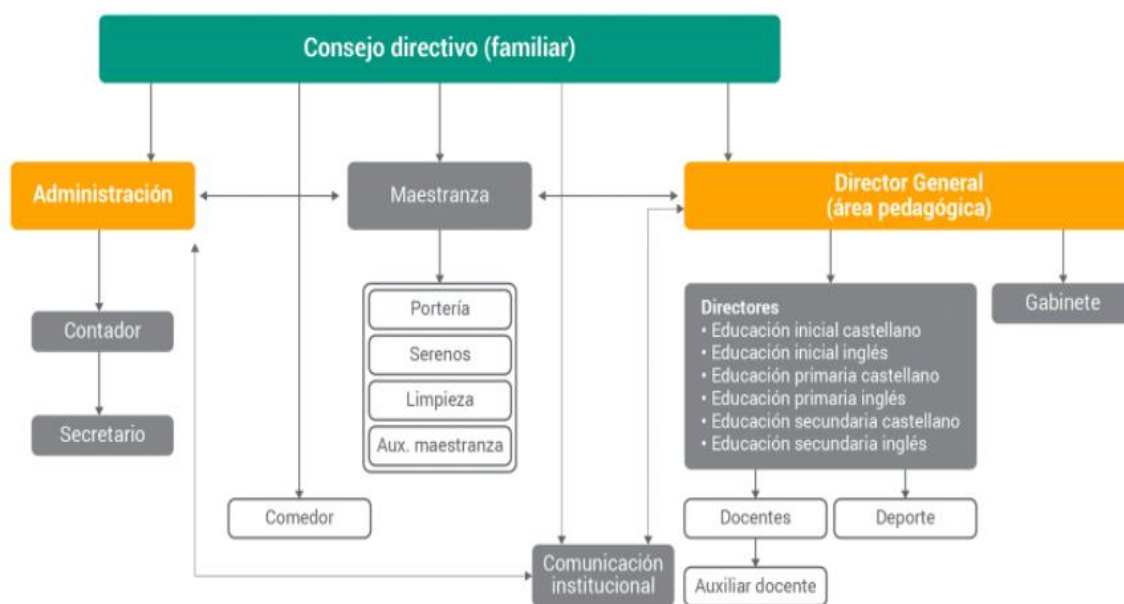 Consejo directivo (familiar)
Administración
Maestranza
Director General
(área pedagógica)
Contador
Secretario
Portería
Serenos
Limpieza
Aux. maestranza
Comedor
Directores
• Educación inicial castellano
• Educación inicial inglés
• Educación primaria castellano
• Educación primaria inglés
• Educación secundaria castellano
• Educación secundaria inglés
Gabinete
Docentes
Deporte
Auxiliar docente
Comunicación
institucional